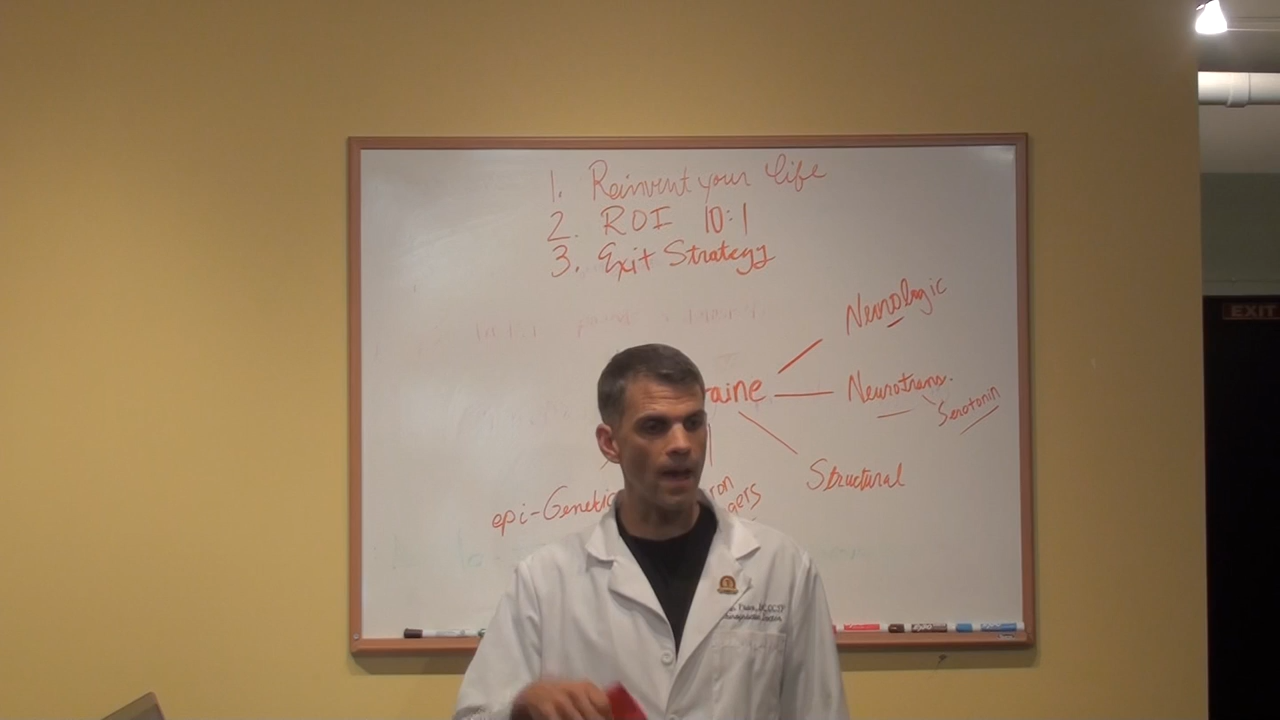 1. Reinvent your life
2. ROI 10:1
3. Exit Strategy
Neurologic
raine
Neurotrans.
Serotonin
Structural
epi-Genetic
ron
gers
EXIT